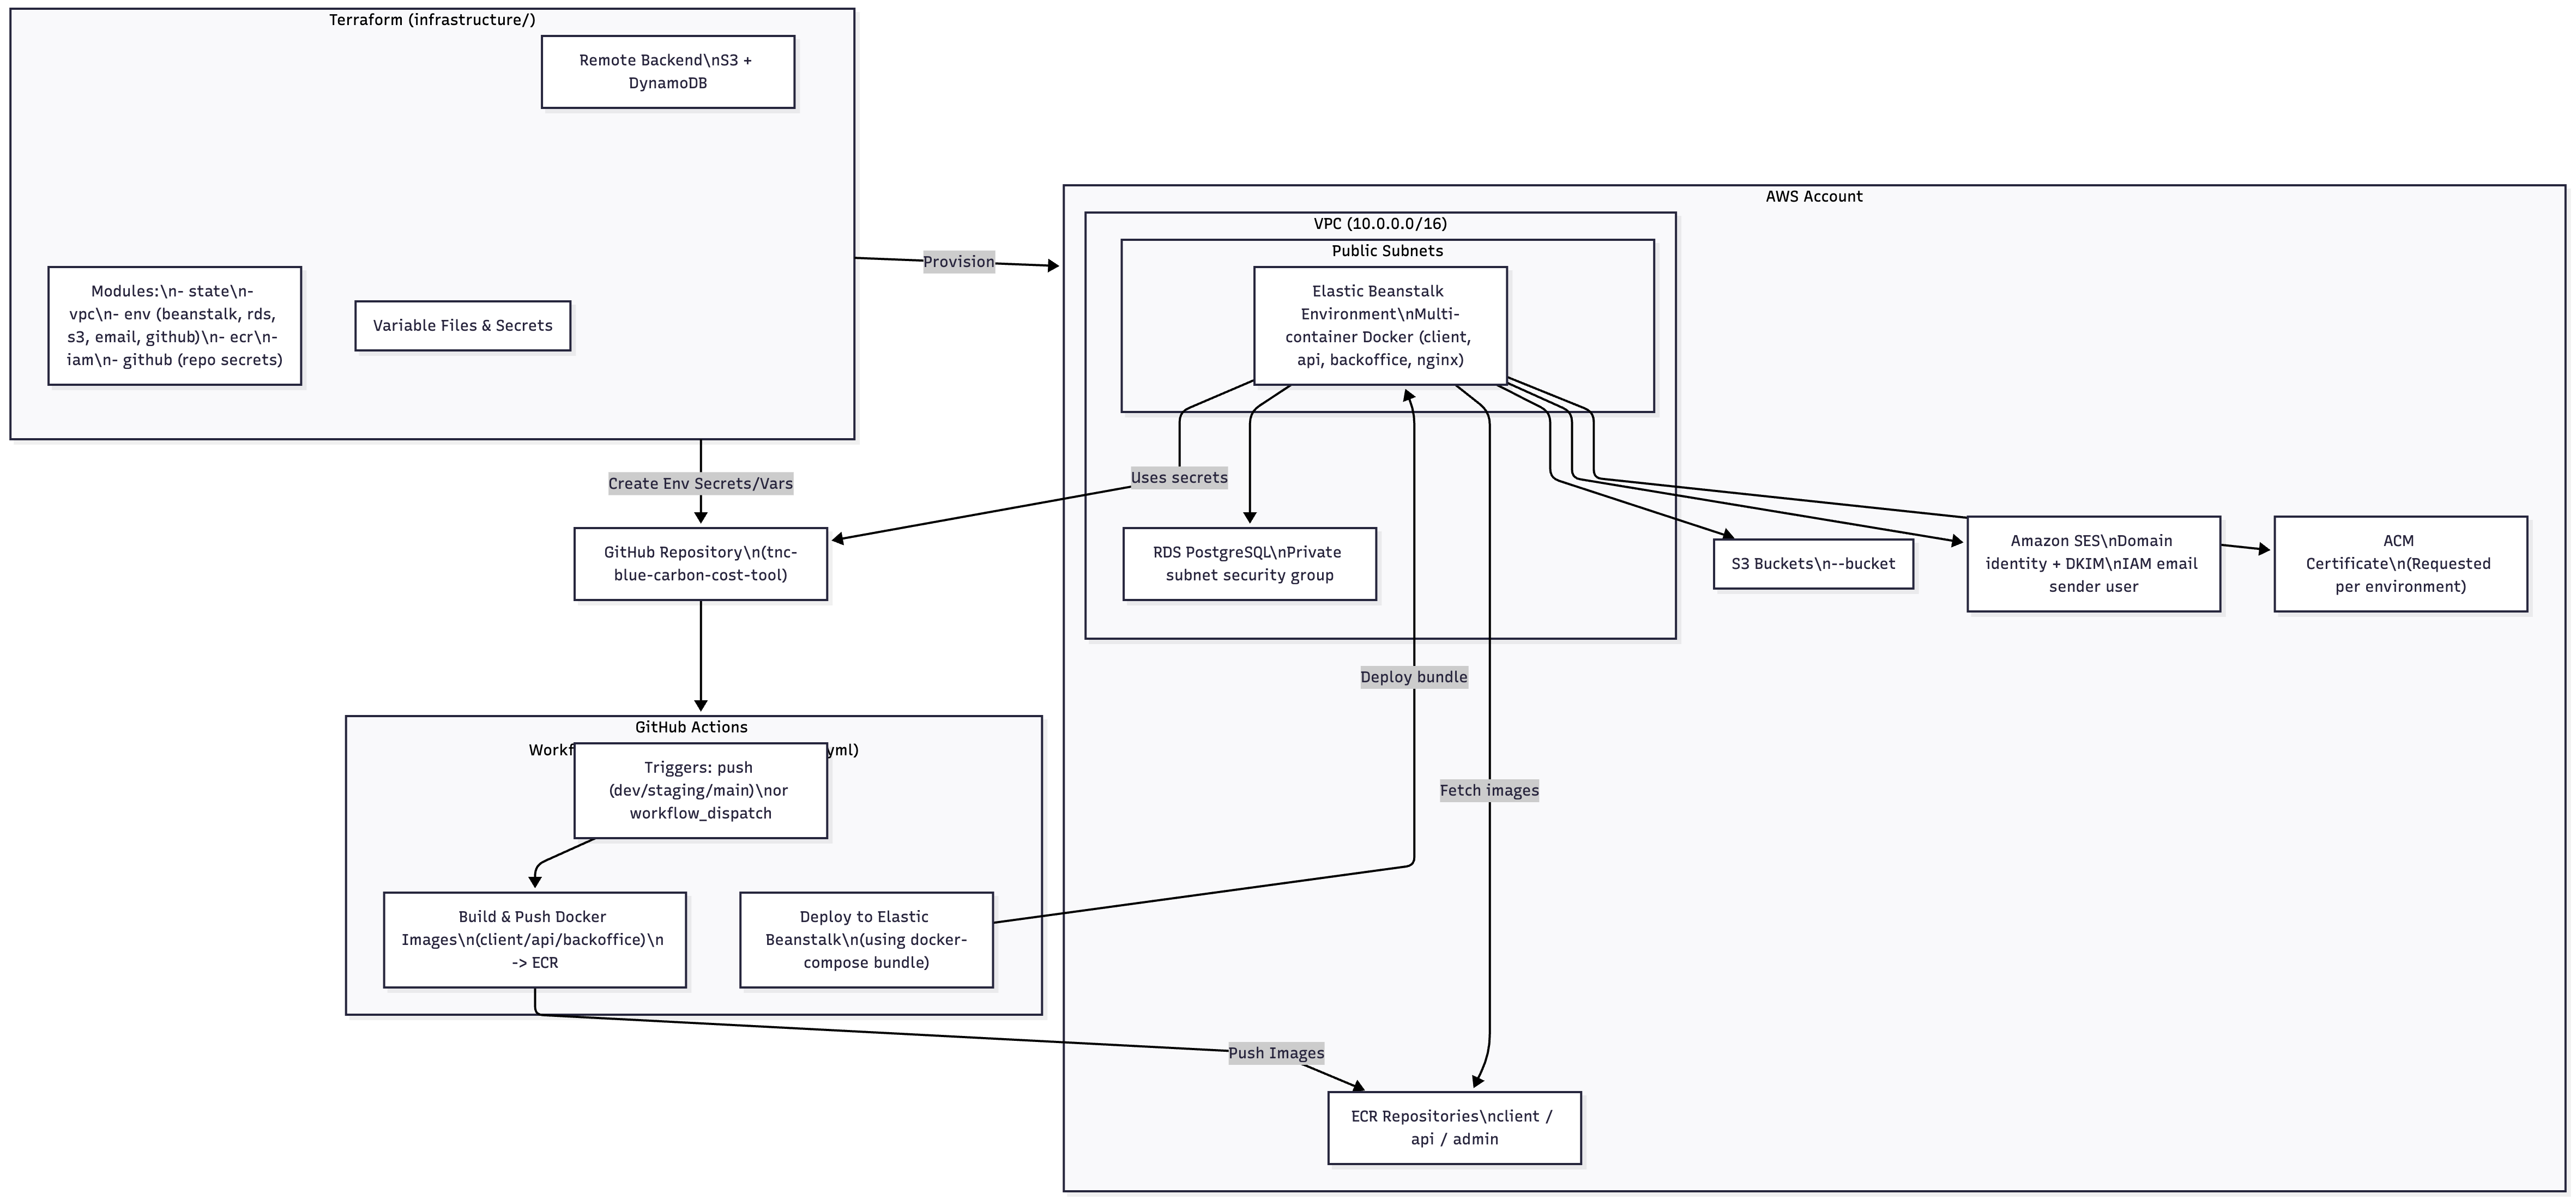 Terraform (infrastructure/)
Remote Backend\nS3 +
DynamoDB
Modules:\n- state\n-
vpc\n- env (beanstalk, rds,
s3, email, github)\n- ecr\n-
iam\n- github (repo secrets)
Variable Files & Secrets
Provision
Create Env Secrets/Vars
GitHub Repository\n(tnc-
blue-carbon-cost-tool)
GitHub Actions
yml)
Triggers: push
(dev/staging/main)\nor
workflow_dispatch
Build & Push Docker
Images\n(client/api/backoffice)\n
-> ECR
Deploy to Elastic
Beanstalk\n(using docker-
compose bundle)
AWS Account
VPC (10.0.0.0/16)
Public Subnets
Elastic Beanstalk
Environment\nMulti-
container Docker (client,
api, backoffice, nginx)
Uses secrets
RDS PostgreSQL\nPrivate
subnet security group
S3 Buckets\n--bucket
Amazon SES\nDomain
identity + DKIM\nIAM email
sender user
ACM
Certificate\n(Requested
per environment)
Deploy bundle
Fetch images
Push Images
ECR Repositories\nclient /
api / admin